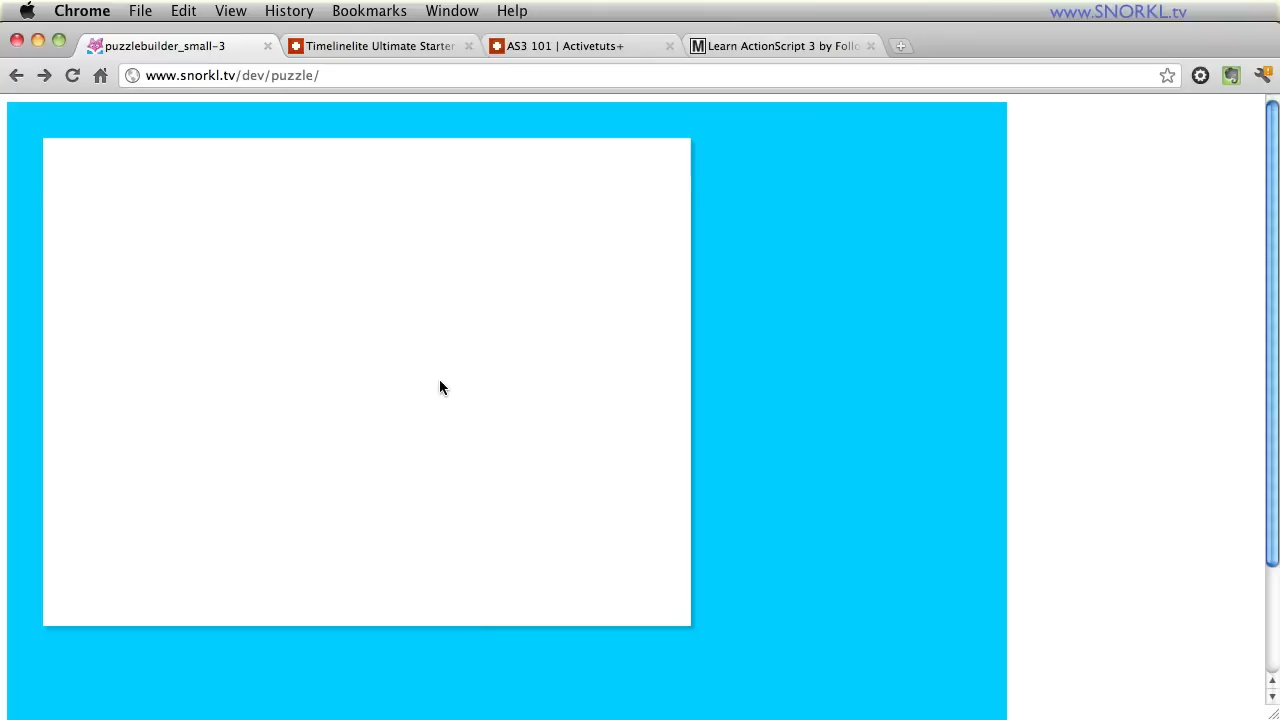 Chrome File Edit View History Bookmarks Window Help www.SNORKL.tv
puzzlebuilder_small-3 Timelinelite Ultimate Starter AS3 101 | Activetuts+ M Learn ActionScript 3 by Follo
www.snorkl.tv/dev/puzzle/